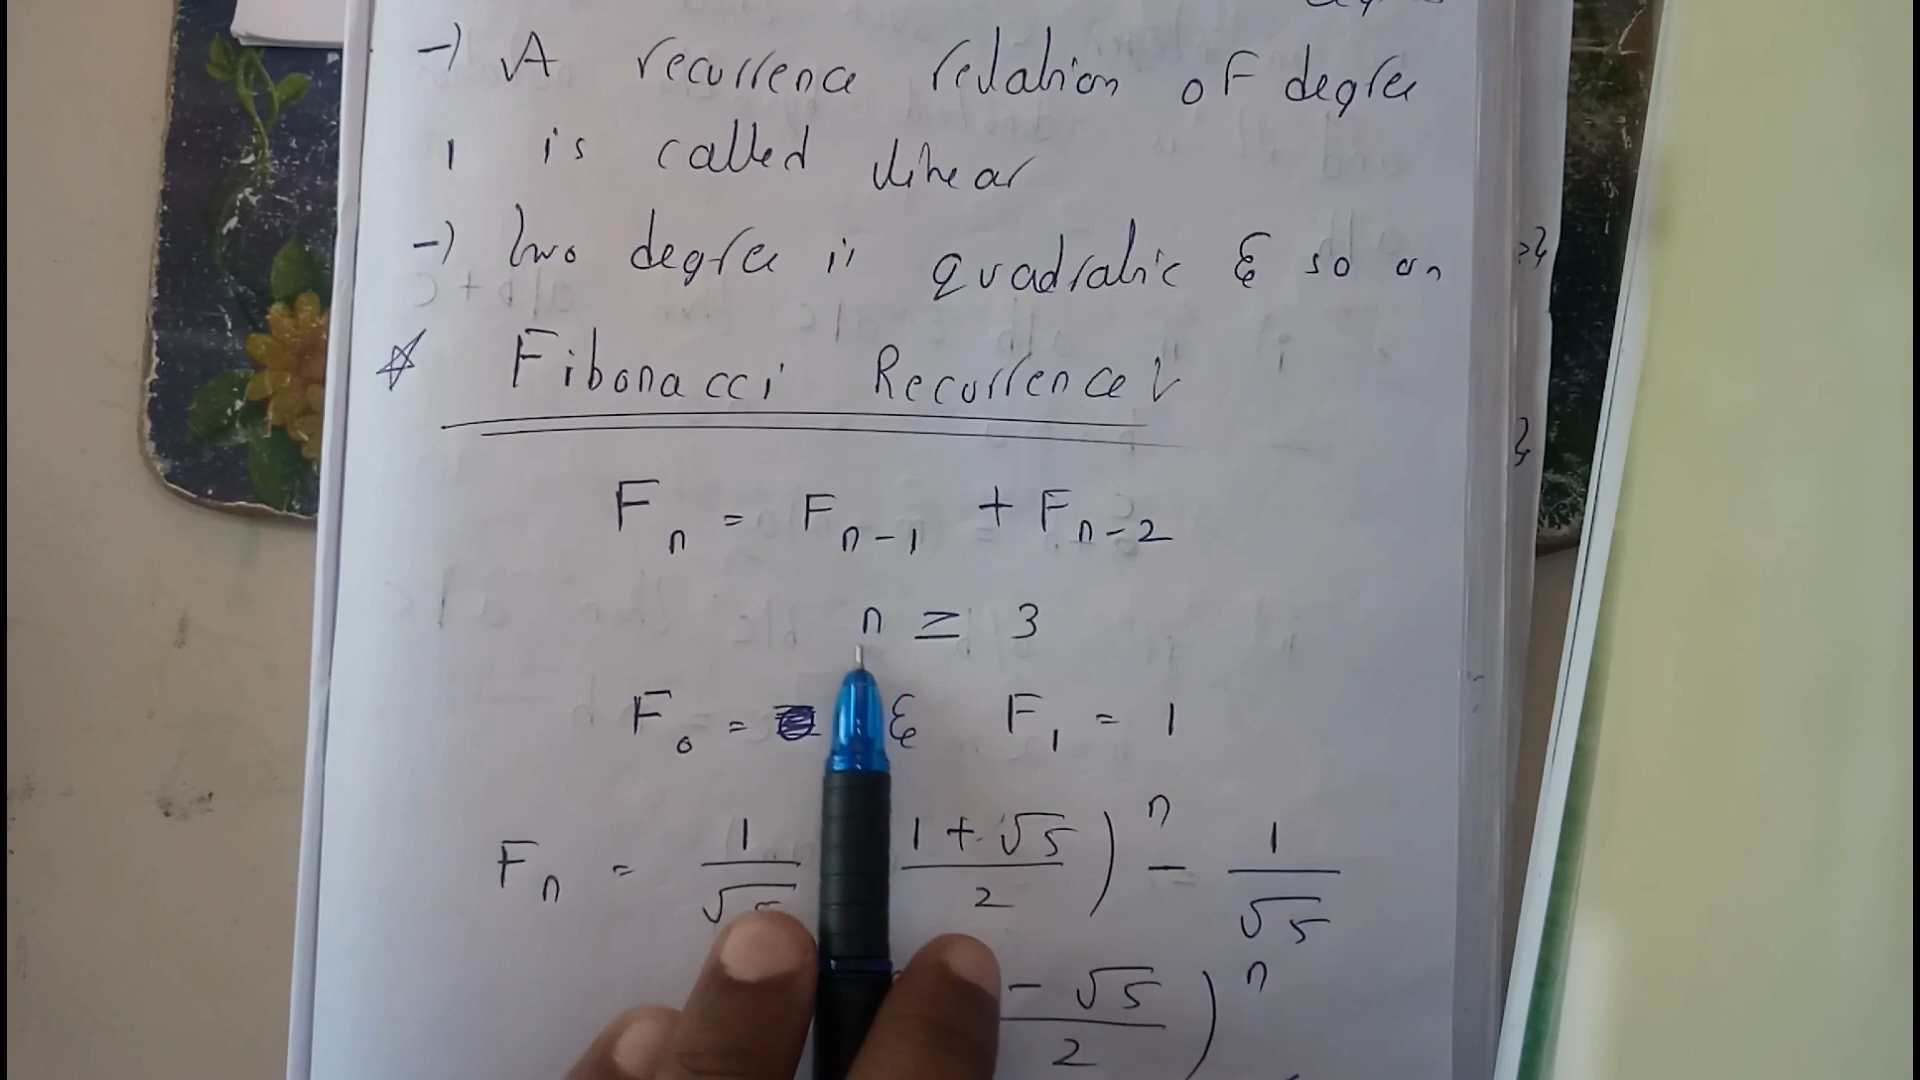 → A recurrence relation of degree
1 is called linear
→ two degree is quadratic & so on
☆ Fibonacci Recurrence :
Fn = Fn-1 + Fn-2
n ≥ 3
F0 = & F1 = 1
Fn = 1/√5 1+√5/2 )^n - 1/√5
- √5/2 )^n